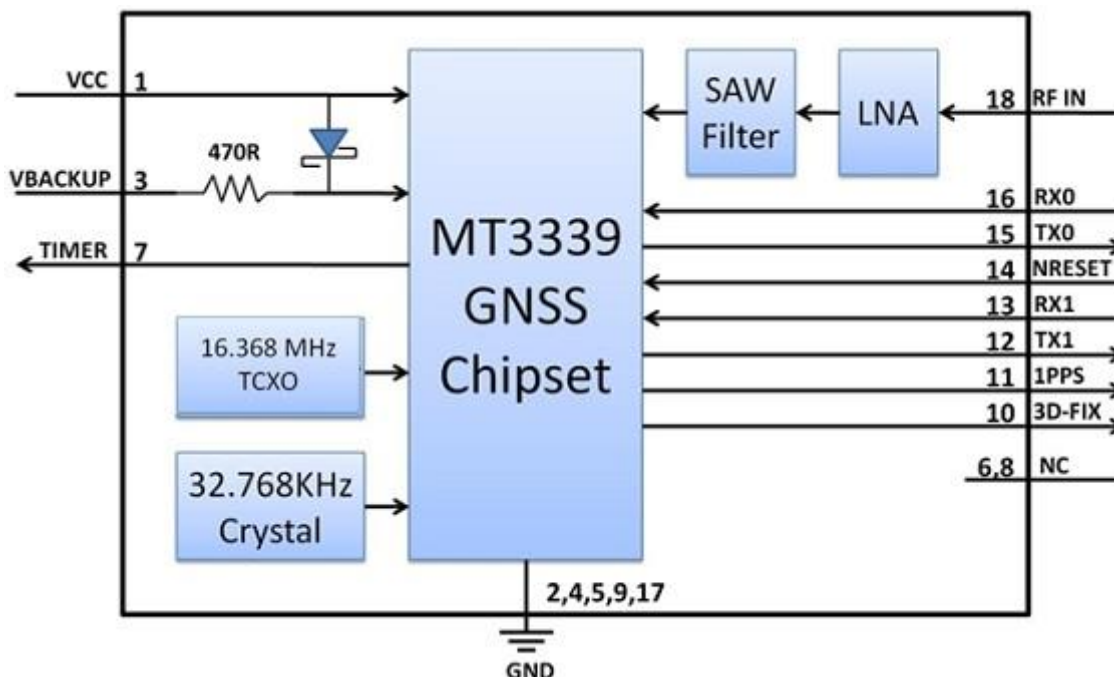 VCC 1
470R
VBACKUP 3
TIMER 7
16.368 MHz
TCXO
32.768KHz
Crystal
MT3339
GNSS
Chipset
SAW
Filter
LNA
18 RF IN
16 RX0
15 TX0
14 NRESET
13 RX1
12 TX1
11 1PPS
10 3D-FIX
6,8 NC
2,4,5,9,17
GND